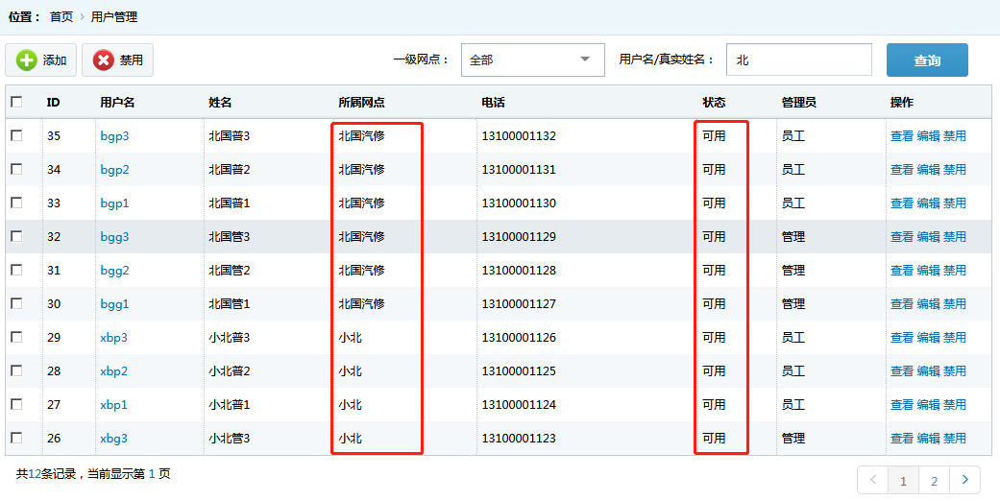 位置： 首页 › 用户管理
添加 禁用 一级网点： 全部 用户名/真实姓名： 北 查询
ID 用户名 姓名 所属网点 电话 状态 管理员 操作
35 bgp3 北国普3 北国汽修 13100001132 可用 员工 查看 编辑 禁用
34 bgp2 北国普2 北国汽修 13100001131 可用 员工 查看 编辑 禁用
33 bgp1 北国普1 北国汽修 13100001130 可用 员工 查看 编辑 禁用
32 bgg3 北国管3 北国汽修 13100001129 可用 管理 查看 编辑 禁用
31 bgg2 北国管2 北国汽修 13100001128 可用 管理 查看 编辑 禁用
30 bgg1 北国管1 北国汽修 13100001127 可用 管理 查看 编辑 禁用
29 xbp3 小北普3 小北 13100001126 可用 员工 查看 编辑 禁用
28 xbp2 小北普2 小北 13100001125 可用 员工 查看 编辑 禁用
27 xbp1 小北普1 小北 13100001124 可用 员工 查看 编辑 禁用
26 xbg3 小北管3 小北 13100001123 可用 管理 查看 编辑 禁用
共12条记录，当前显示第 1 页
1 2